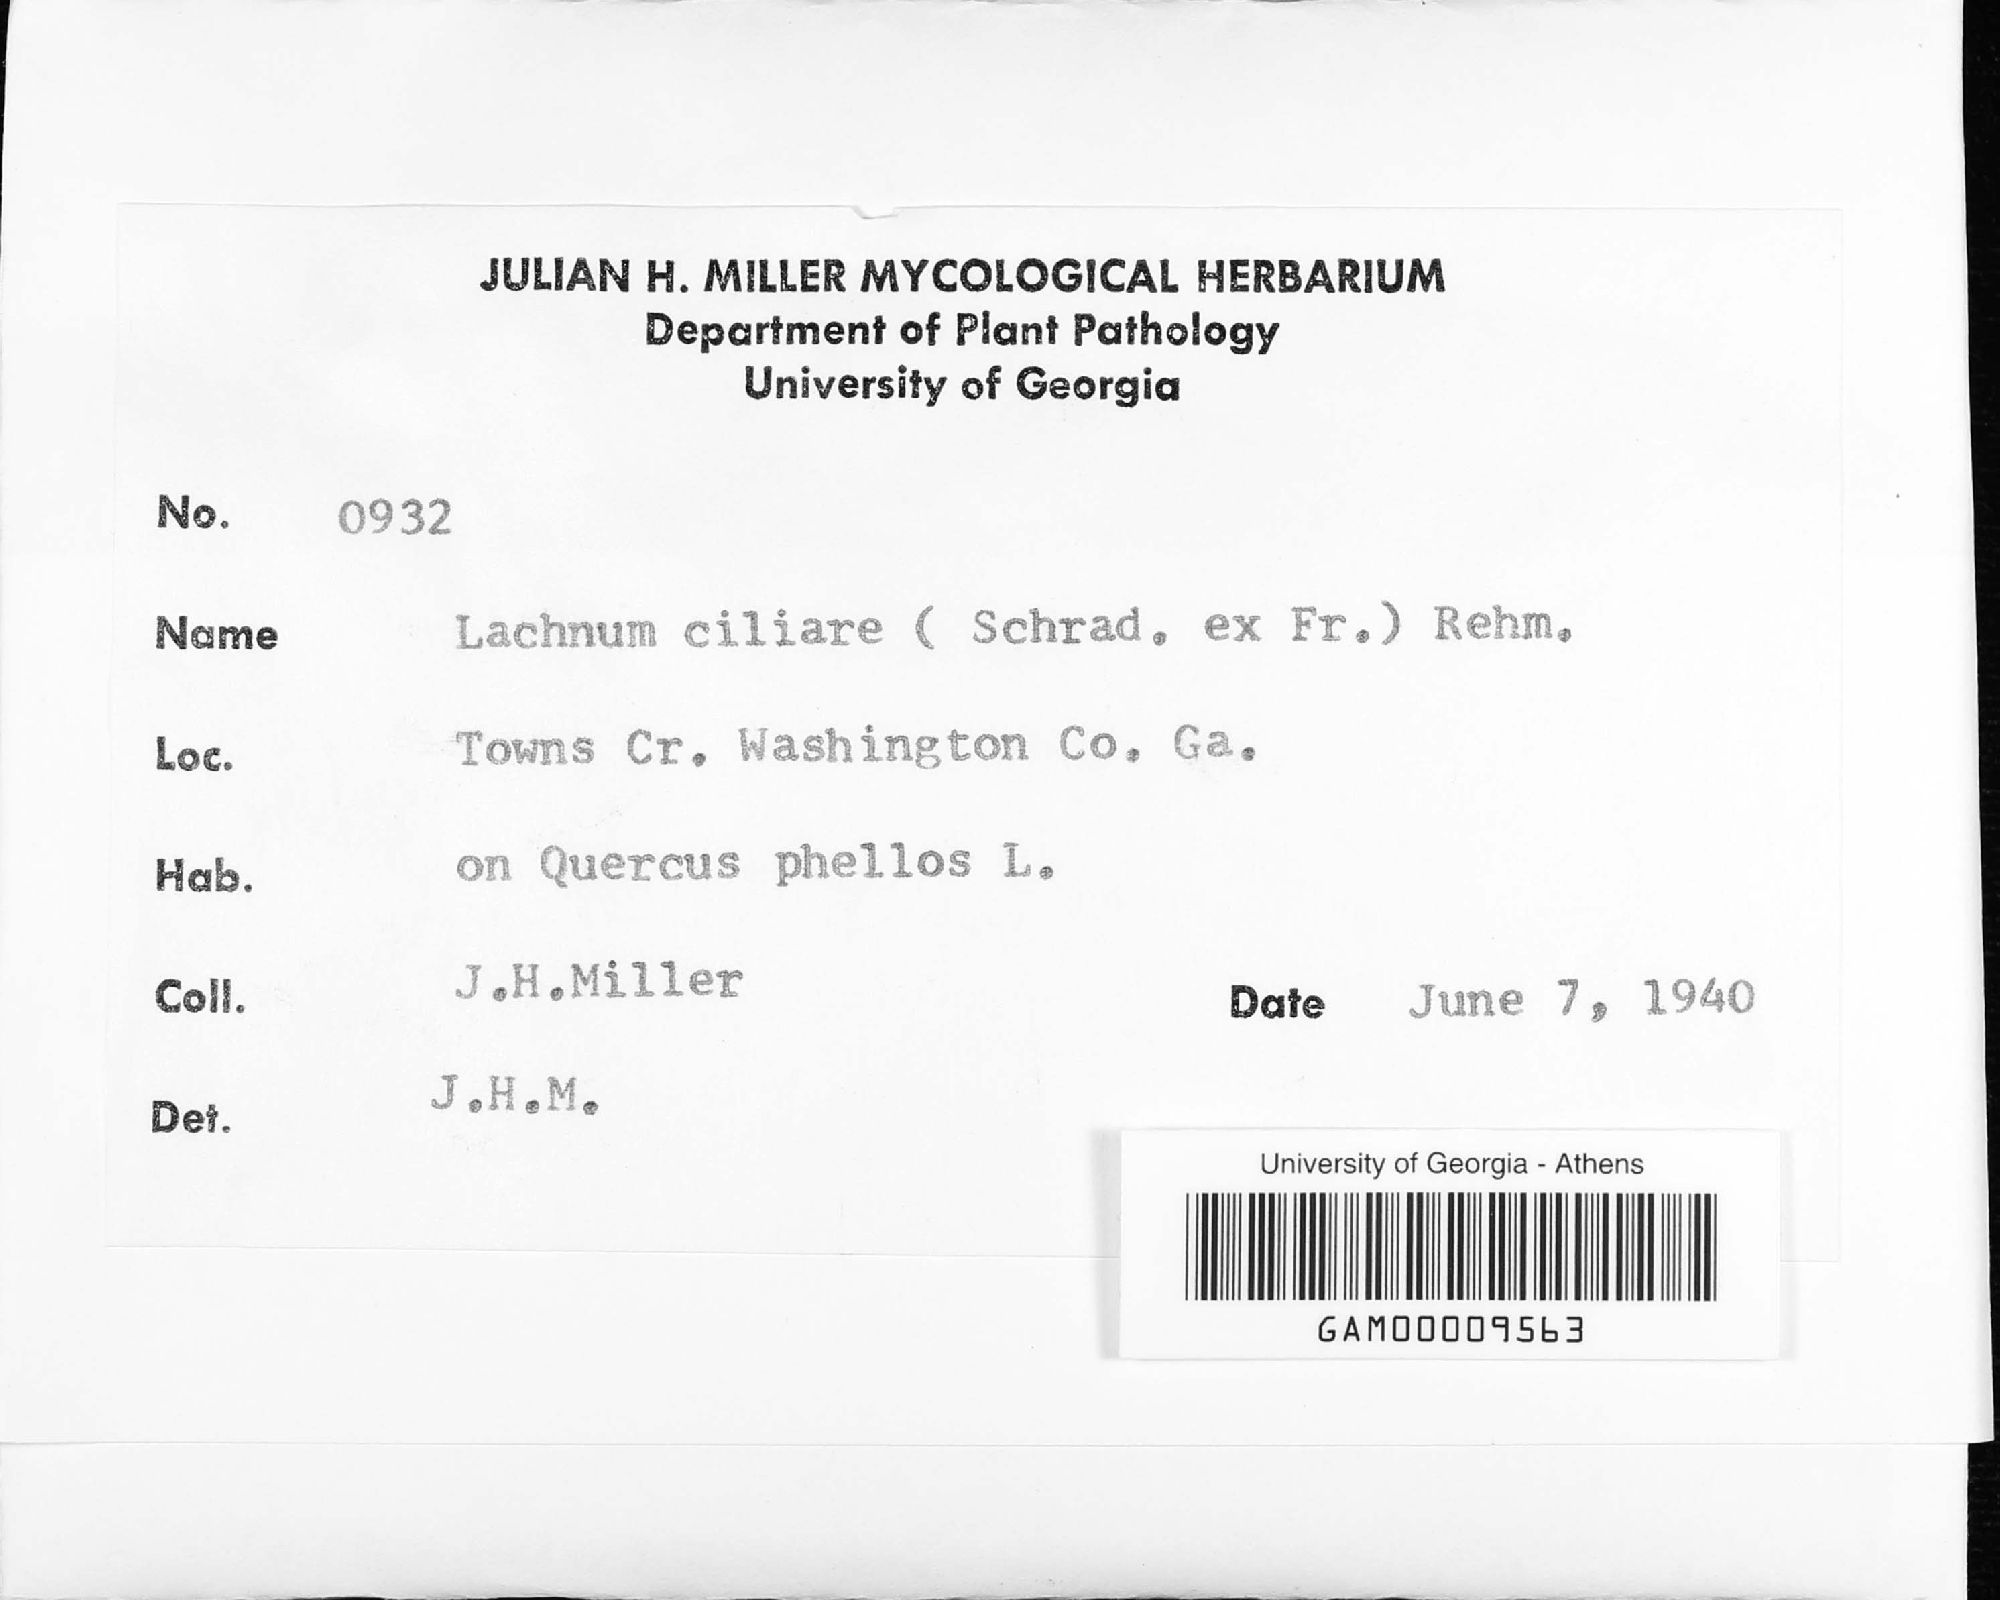 JULIAN H. MILLER MYCOLOGICAL HERBARIUM
Department of Plant Pathology
University of Georgia
No. 0932
Name Lachnum ciliare ( Schrad. ex Fr.) Rehm.
Loc. Towns Cr. Washington Co. Ga.
Hab. on Quercus phellos L.
Coll. J.H.Miller Date June 7, 1940
Det. J.H.M.
University of Georgia - Athens
GAM00009563